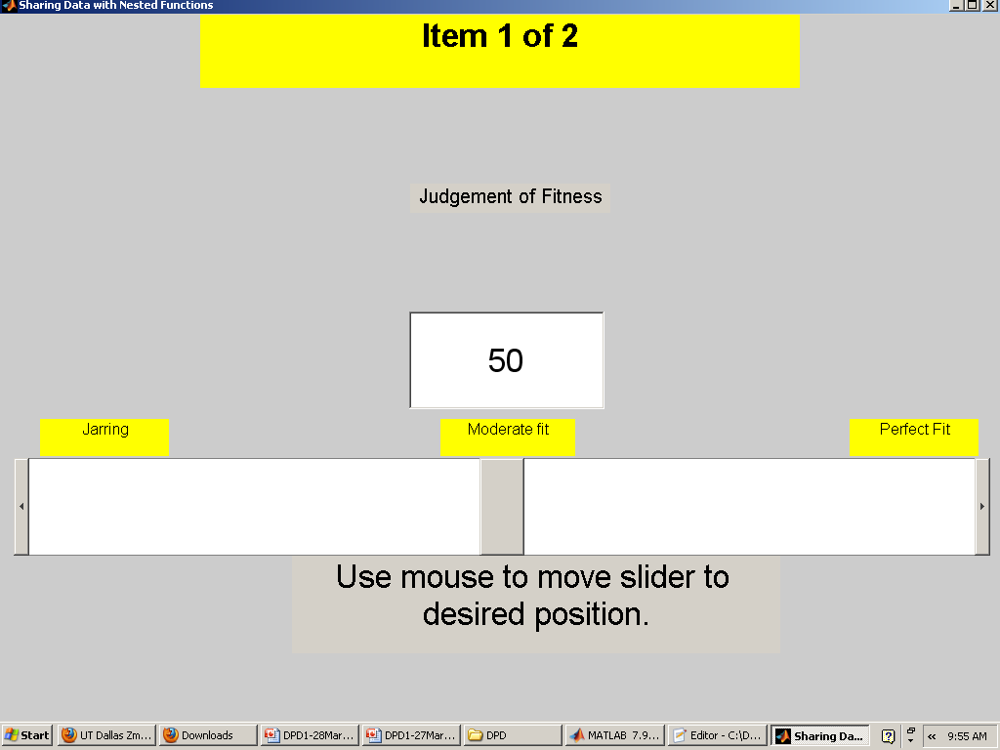 Sharing Data with Nested Functions
Item 1 of 2
Judgement of Fitness
50
Jarring
Moderate fit
Perfect Fit
Use mouse to move slider to
desired position.
Start
UT Dallas Zm...
Downloads
DPD1-28Mar...
DPD1-27Mar...
DPD
MATLAB 7.9...
Editor - C:\D...
Sharing Da...
9:55 AM